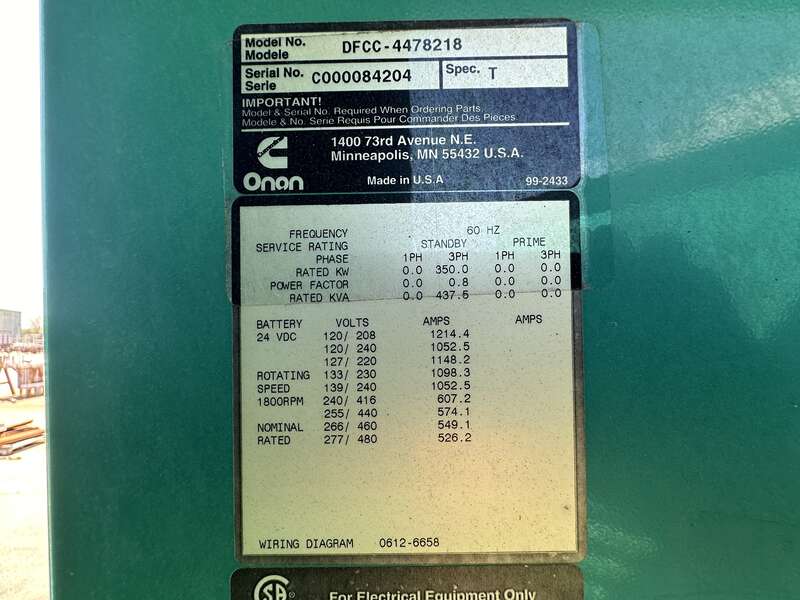 Model No. DFCC-4478218
Modele
Serial No. C000084204 Spec. T
Serie
IMPORTANT!
Model & Serial No. Required When Ordering Parts.
Modele & No. Serie Requis Pour Commander Des Pieces.
1400 73rd Avenue N.E.
Minneapolis, MN 55432 U.S.A.
Onan Made in U.S.A 99-2433
FREQUENCY 60 HZ
SERVICE RATING STANDBY PRIME
PHASE 1PH 3PH 1PH 3PH
RATED KW 0.0 350.0 0.0 0.0
POWER FACTOR 0.0 0.8 0.0 0.0
RATED KVA 0.0 437.5 0.0 0.0
BATTERY VOLTS AMPS AMPS
24 VDC 120/ 208 1214.4
120/ 240 1052.5
127/ 220 1148.2
ROTATING 133/ 230 1098.3
SPEED 139/ 240 1052.5
1800RPM 240/ 416 607.2
255/ 440 574.1
NOMINAL 266/ 460 549.1
RATED 277/ 480 526.2
WIRING DIAGRAM 0612-6658
SA ® For Electrical Equipment Only